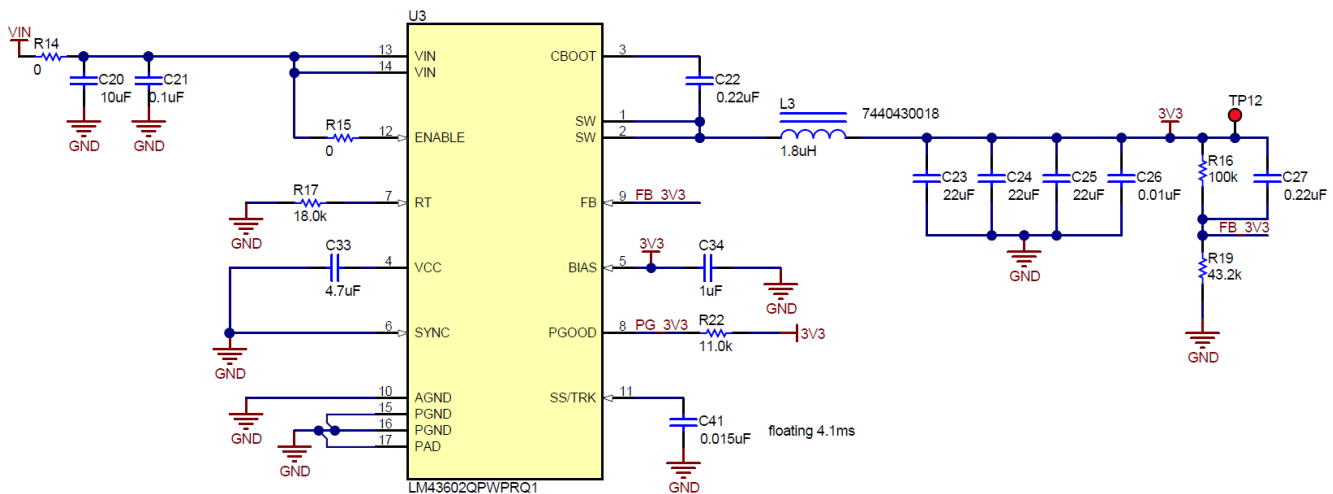 U3
VIN
R14
0
C20
10uF
C21
0.1uF
GND
GND
13
VIN
14
VIN
R15
0
12
ENABLE
R17
18.0k
7
RT
GND
C33
4.7uF
4
VCC
6
SYNC
GND
10
AGND
15
PGND
16
PGND
17
PAD
GND
GND
CBOOT
3
C22
0.22uF
SW
1
SW
2
L3
7440430018
1.8uH
FB
9
FB_3V3
BIAS
5
3V3
C34
1uF
GND
PGOOD
8
PG_3V3
R22
11.0k
3V3
SS/TRK
11
C41
0.015uF
floating 4.1ms
GND
LM43602QPWPRQ1
C23
22uF
C24
22uF
C25
22uF
C26
0.01uF
GND
3V3
TP12
R16
100k
C27
0.22uF
FB_3V3
R19
43.2k
GND